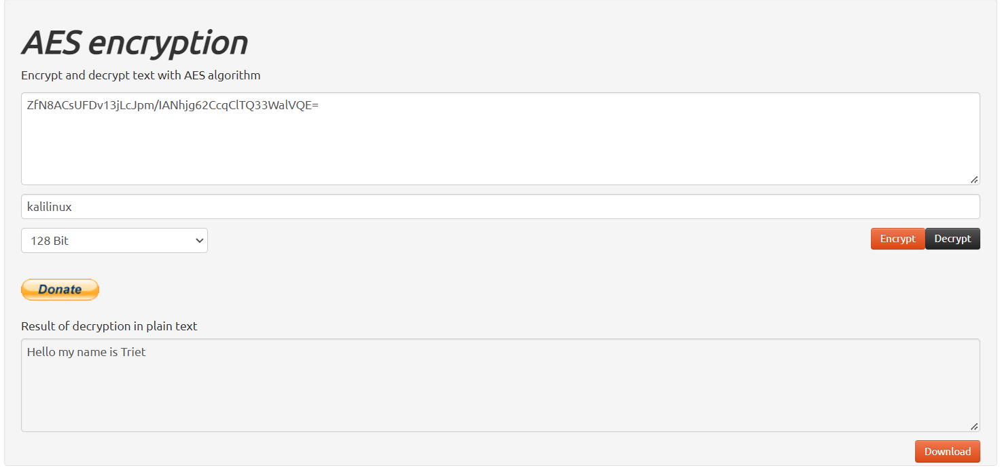 AES encryption
Encrypt and decrypt text with AES algorithm
ZfN8ACsUFDv13jLcJpm/IANhjg62CcqClTQ33WalVQE=
kalilinux
128 Bit
Encrypt Decrypt
Donate
Result of decryption in plain text
Hello my name is Triet
Download